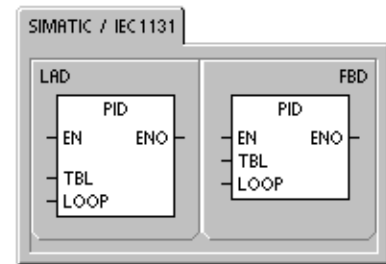 SIMATIC / IEC1131
LAD
FBD
PID
EN ENO
TBL
LOOP
PID
EN ENO
TBL
LOOP